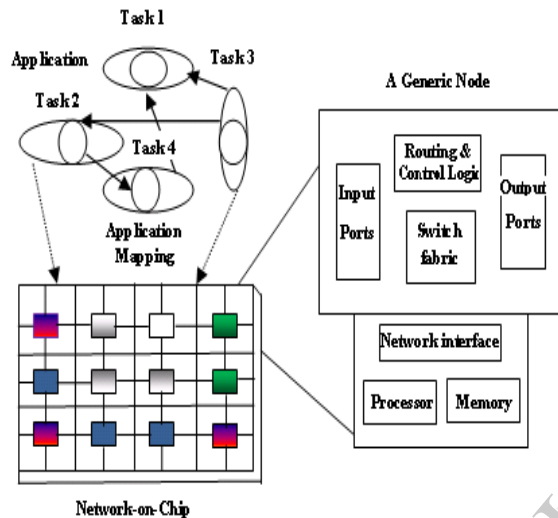 Task 1
Application
Task 3
Task 2
Task 4
Application
Mapping
Network-on-Chip
A Generic Node
Input
Ports
Routing &
Control Logic
Switch
fabric
Output
Ports
Network interface
Processor
Memory